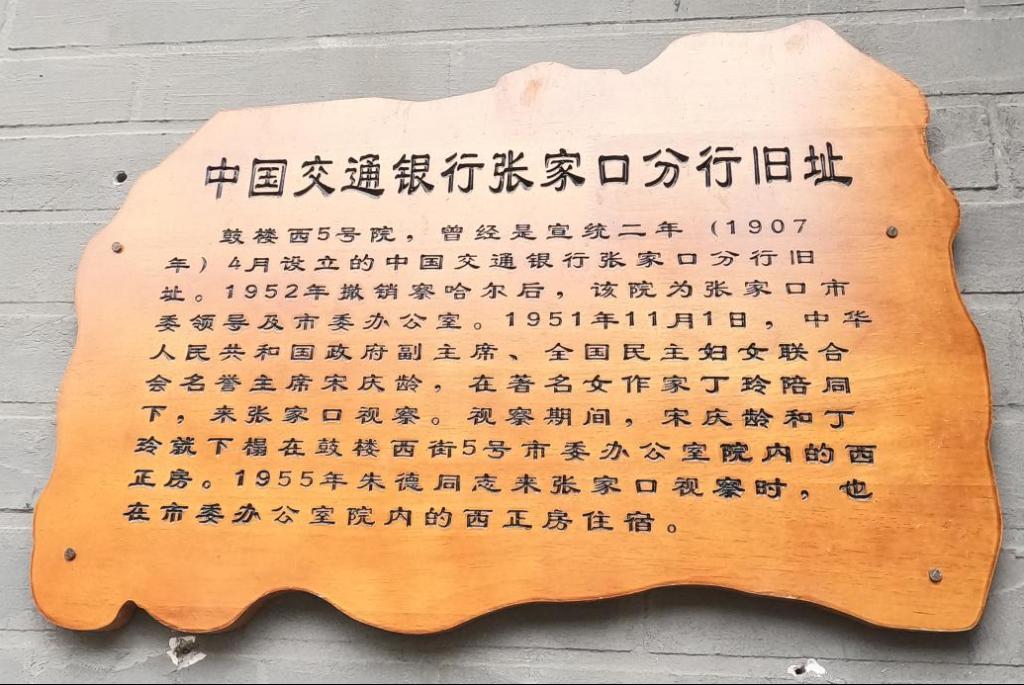 中国交通银行张家口分行旧址
鼓楼西5号院，曾经是宣统二年（1907
年）4月设立的中国交通银行张家口分行旧
址。1952年撤销察哈尔后，该院为张家口市
委领导及市委办公室。1951年11月1日，中华
人民共和国政府副主席、全国民主妇女联合
会名誉主席宋庆龄，在著名女作家丁玲陪同
下，来张家口视察。视察期间，宋庆龄和丁
玲就下榻在鼓楼西街5号市委办公室院内的西
正房。1955年朱德同志来张家口视察时，也
在市委办公室院内的西正房住宿。